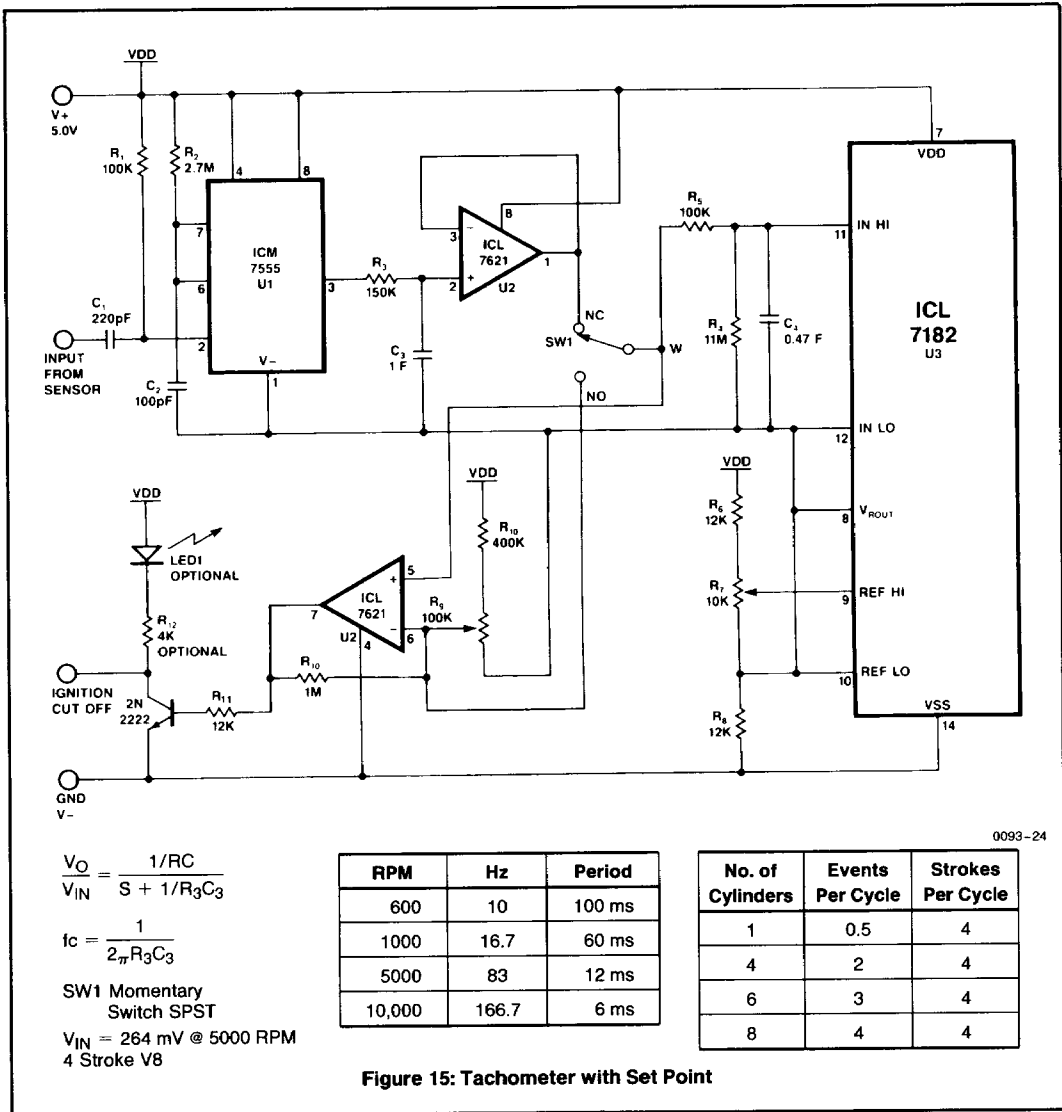 VDD
V+
5.0V
R1
100K
R2
2.7M
4
8
7
6
2
3
1
ICM
7555
U1
V−
C1
220pF
INPUT
FROM
SENSOR
C2
100pF
R3
150K
C3
1 F
3
2
8
1
−
+
ICL
7621
U2
NC
SW1
W
NO
R5
100K
R4
11M
C4
0.47 F
7
VDD
11
IN HI
ICL
7182
U3
12
IN LO
8
VROUT
9
REF HI
10
REF LO
VSS
14
VDD
R6
12K
R7
10K
R8
12K
VDD
LED1
OPTIONAL
R12
4K
OPTIONAL
IGNITION
CUT OFF
2N
2222
R11
12K
R10
1M
7
ICL
7621
U2
4
+
−
5
6
VDD
R10
400K
R9
100K
GND
V−
0093-24
VO/VIN = 1/RC / S + 1/R3C3
fc = 1 / 2πR3C3
SW1 Momentary
Switch SPST
VIN = 264 mV @ 5000 RPM
4 Stroke V8
RPM Hz Period
600 10 100 ms
1000 16.7 60 ms
5000 83 12 ms
10,000 166.7 6 ms
No. of Cylinders Events Per Cycle Strokes Per Cycle
1 0.5 4
4 2 4
6 3 4
8 4 4
Figure 15: Tachometer with Set Point